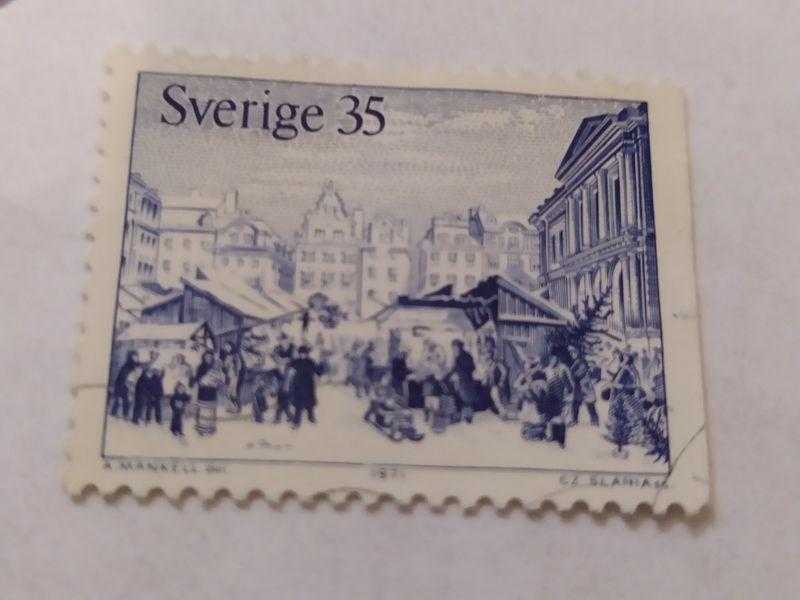 Sverige 35
A MANKELL DEL
1971
CZ SLANIA SC